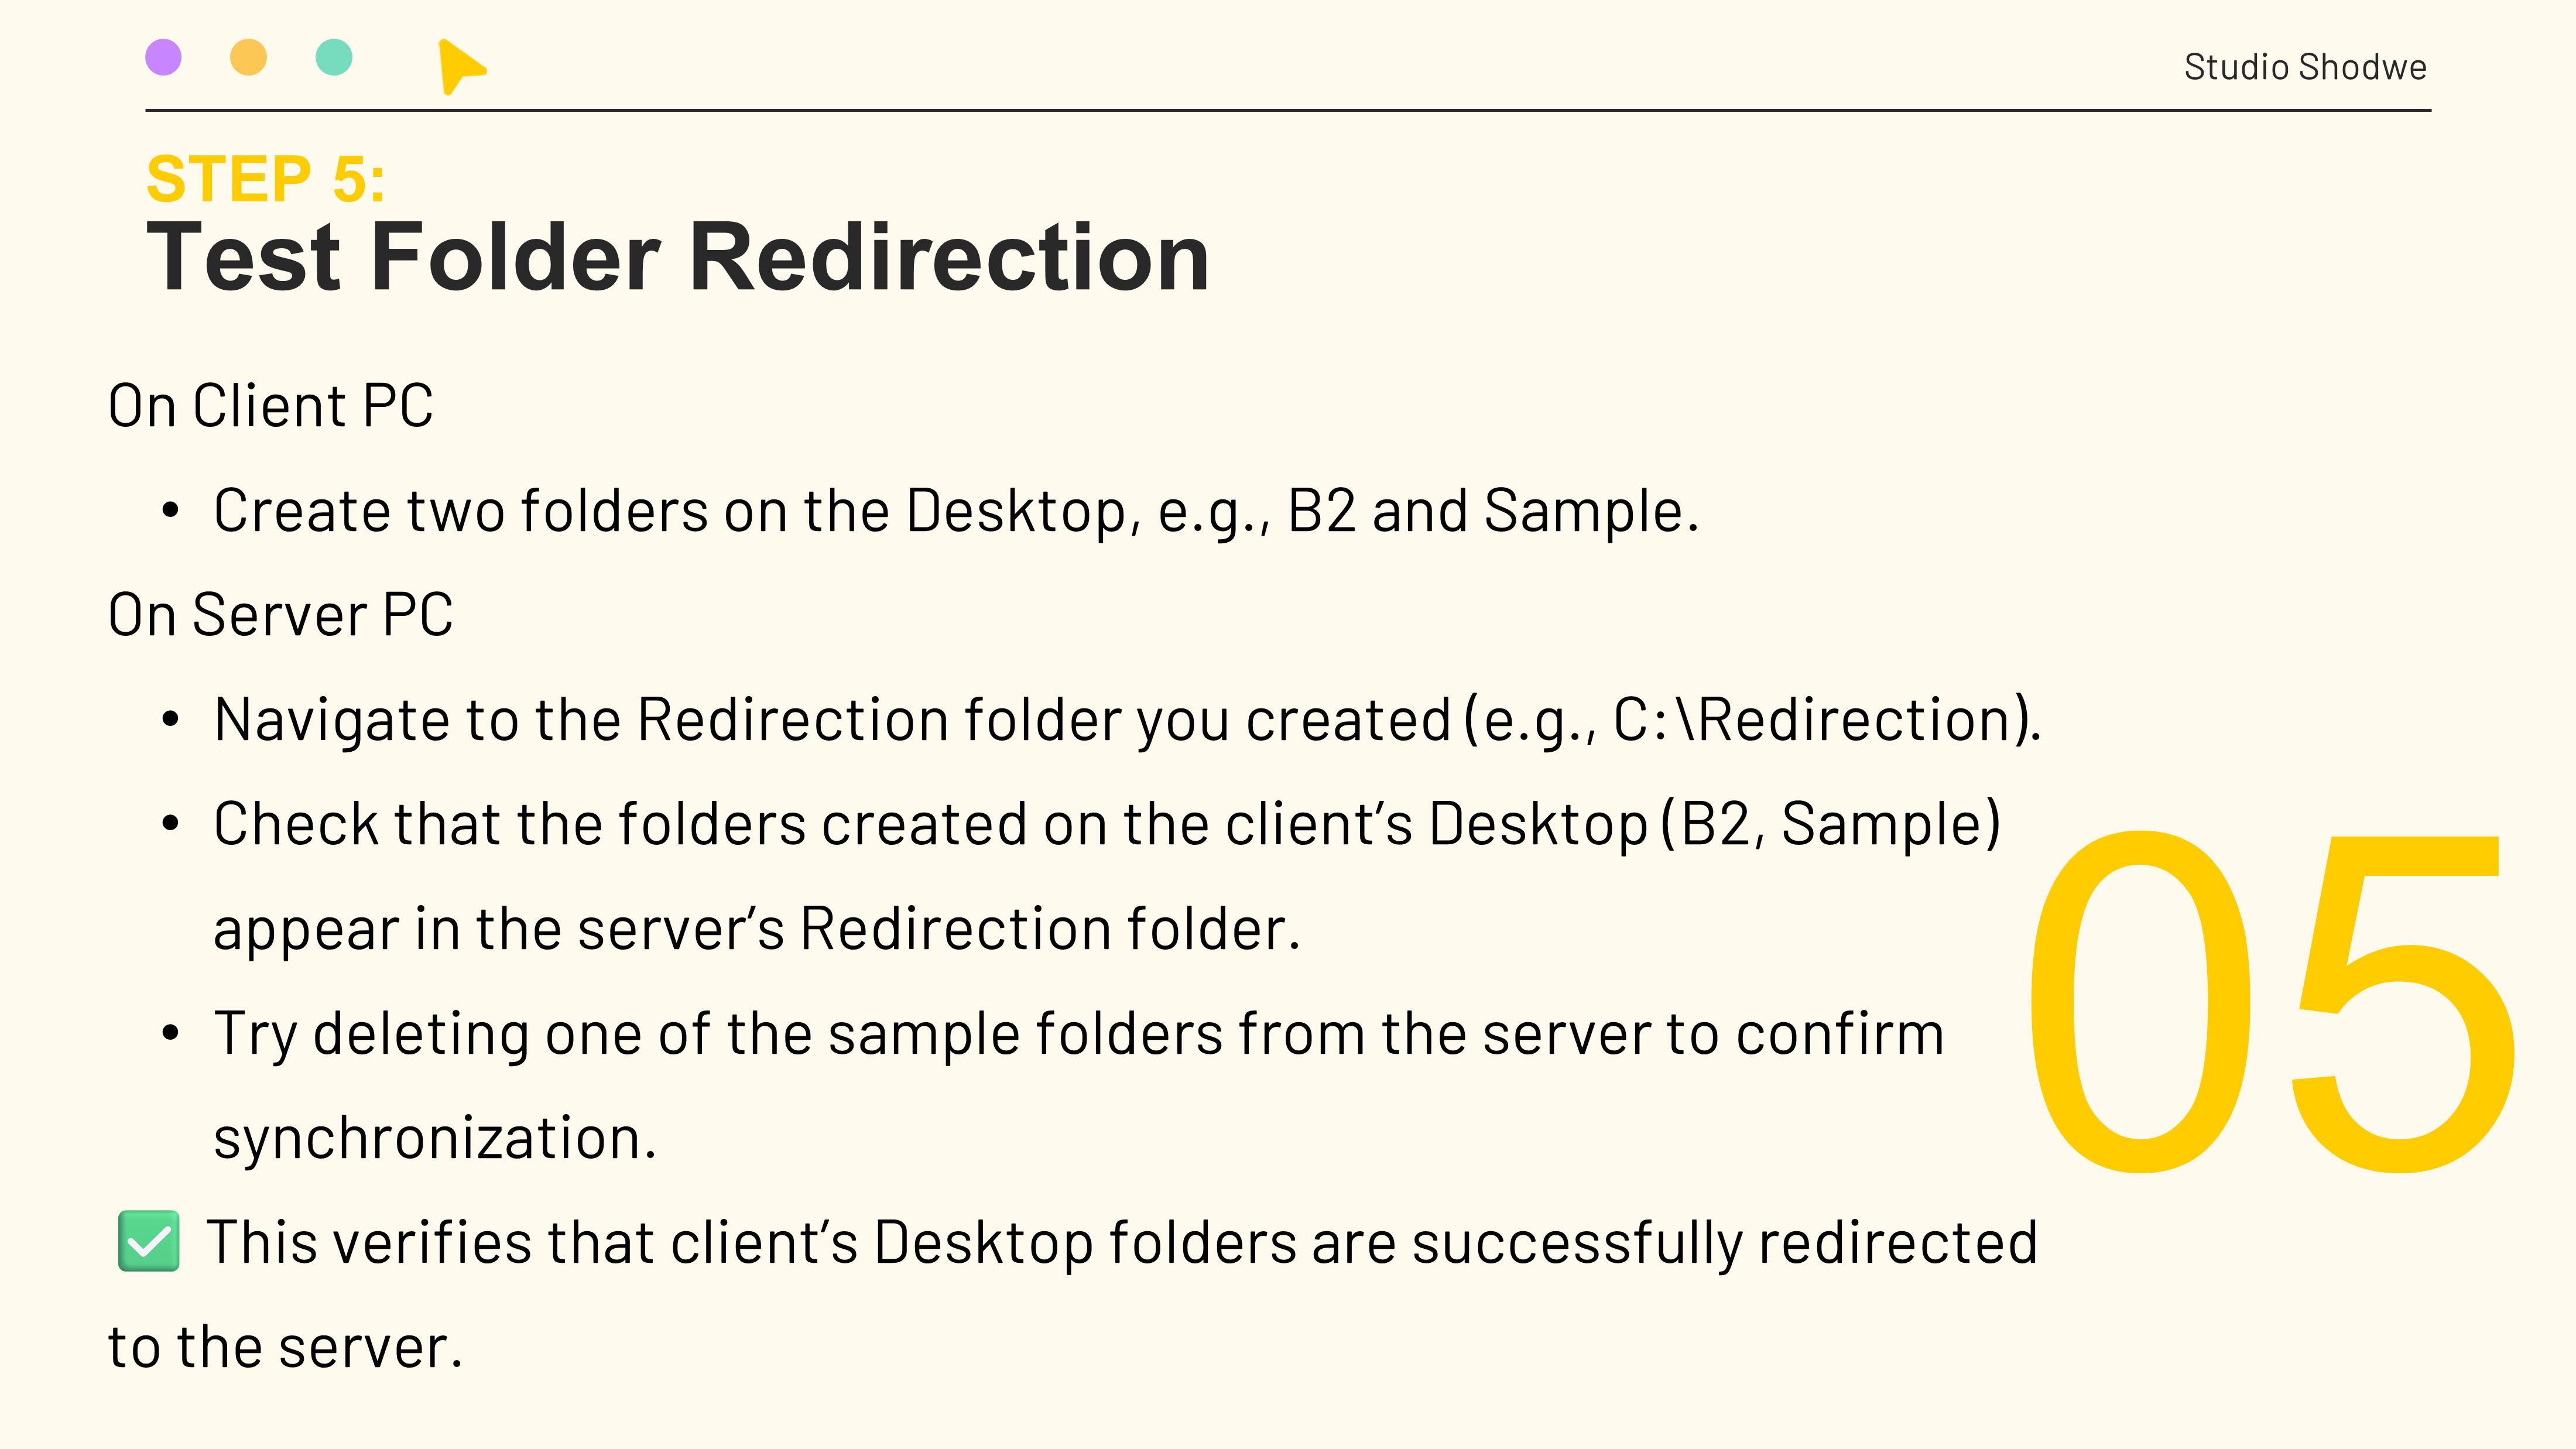 Studio Shodwe
STEP 5:
Test Folder Redirection
On Client PC
• Create two folders on the Desktop, e.g., B2 and Sample.
On Server PC
• Navigate to the Redirection folder you created (e.g., C:\Redirection).
• Check that the folders created on the client’s Desktop (B2, Sample)
appear in the server’s Redirection folder.
• Try deleting one of the sample folders from the server to confirm
synchronization.
✅ This verifies that client’s Desktop folders are successfully redirected
to the server.
05